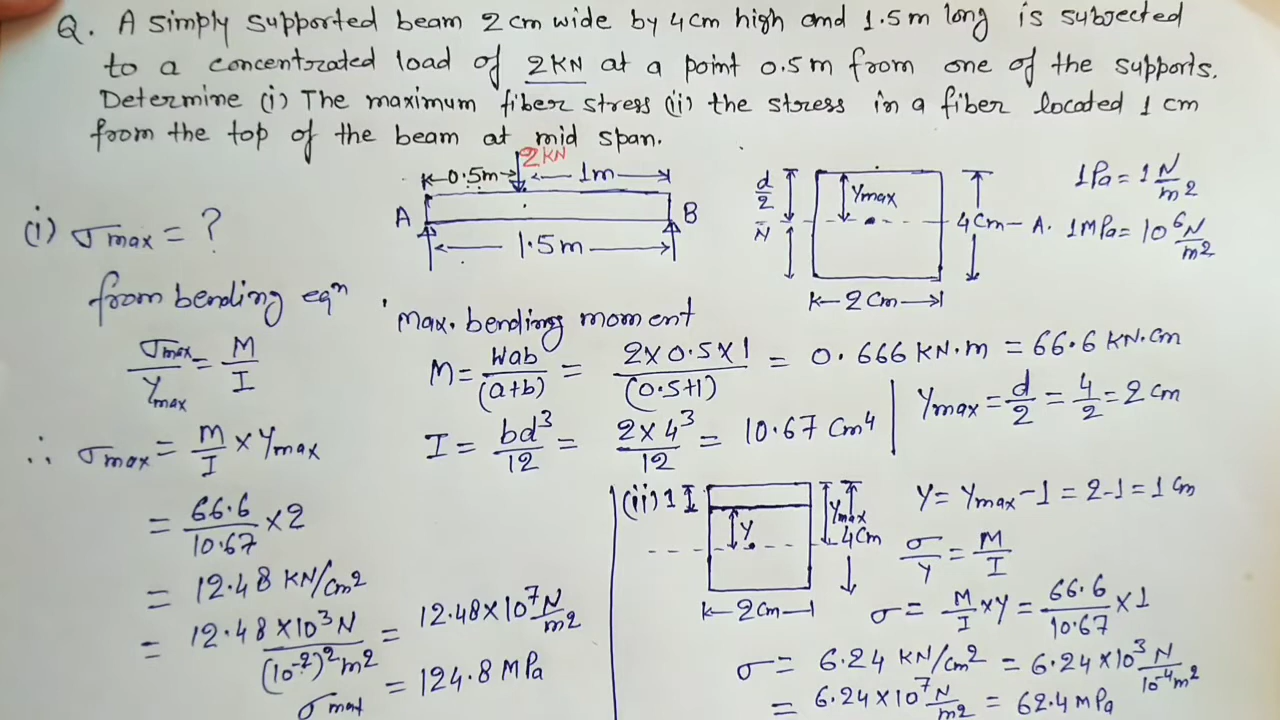 Q. A simply supported beam 2 cm wide by 4 cm high and 1.5 m long is subjected
to a concentrated load of 2KN at a point 0.5 m from one of the supports.
Determine (i) The maximum fiber stress (ii) the stress in a fiber located 1 cm
from the top of the beam at mid span.
2KN
0.5m 1m
A B
1.5m
d/2
Ymax
N 4 Cm A.
2 Cm
1Pa = 1 N/m2
1MPa = 10^6 N/m2
(i) σmax = ?
from bending eqn
σmax/Ymax = M/I
∴ σmax = M/I × Ymax
= 66.6/10.67 × 2
= 12.48 KN/cm2
= 12.48 × 10^3 N/(10^-2)^2 m2 = 12.48 × 10^7 N/m2
σmax = 124.8 MPa
Max. bending moment
M = Wab/(a+b) = 2 × 0.5 × 1/(0.5+1) = 0.666 KN.m = 66.6 KN.cm
I = bd^3/12 = 2 × 4^3/12 = 10.67 Cm^4
Ymax = d/2 = 4/2 = 2 cm
(ii) 1
Y Ymax
4Cm
2 Cm
Y = Ymax - 1 = 2-1 = 1 Cm
σ/Y = M/I
σ = M/I × Y = 66.6/10.67 × 1
σ = 6.24 KN/cm2 = 6.24 × 10^3 N/10^-4 m2
= 6.24 × 10^7 N/m2 = 62.4 MPa